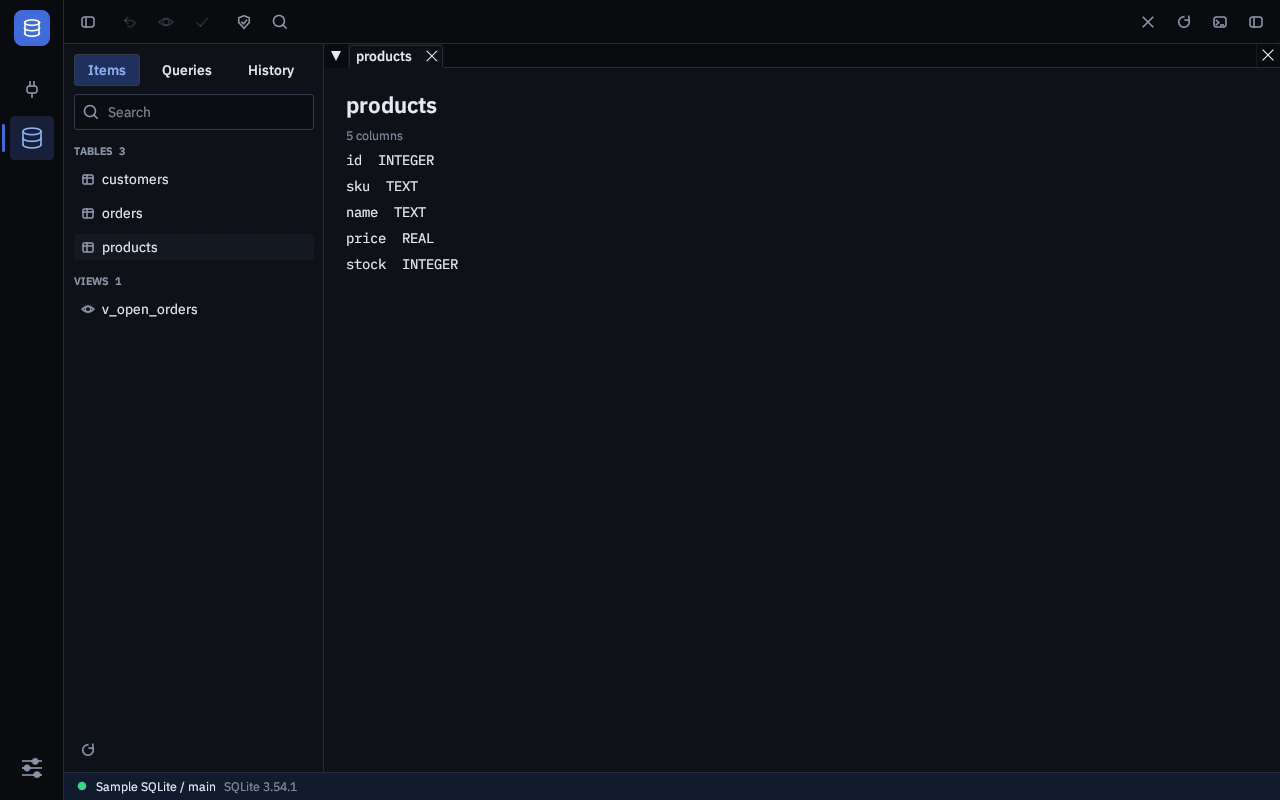 Items Queries History
Search
TABLES 3
customers
orders
products
VIEWS 1
v_open_orders
products
products
5 columns
id INTEGER
sku TEXT
name TEXT
price REAL
stock INTEGER
Sample SQLite / main SQLite 3.54.1